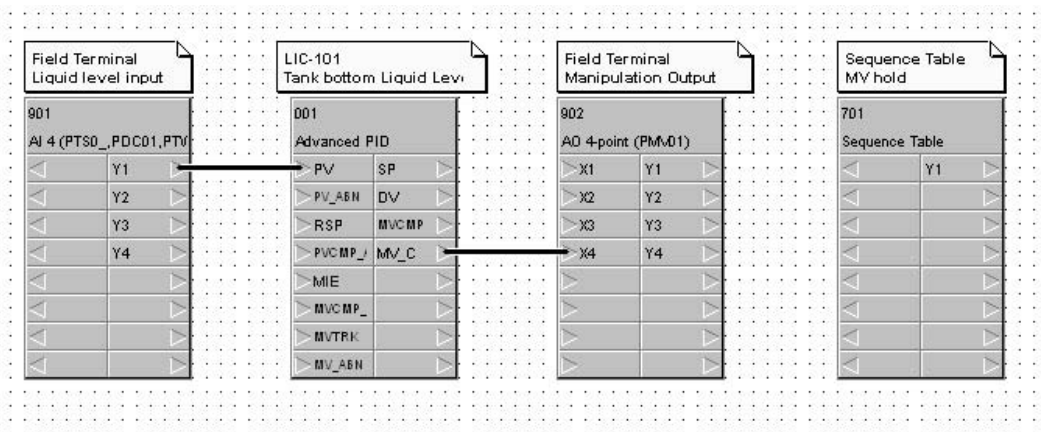 Field Terminal
Liquid level input
LIC-101
Tank bottom Liquid Leve
Field Terminal
Manipulation Output
Sequence Table
MV hold
901
AI 4 (PTS0_,PDC01,PTV
Y1
Y2
Y3
Y4
001
Advanced PID
PV SP
PV_ABN DV
RSP MVCMP
PVCMP_/ MV_C
MIE
MVCMP_
MVTRK
MV_ABN
902
AO 4-point (PMV01)
X1 Y1
X2 Y2
X3 Y3
X4 Y4
701
Sequence Table
Y1